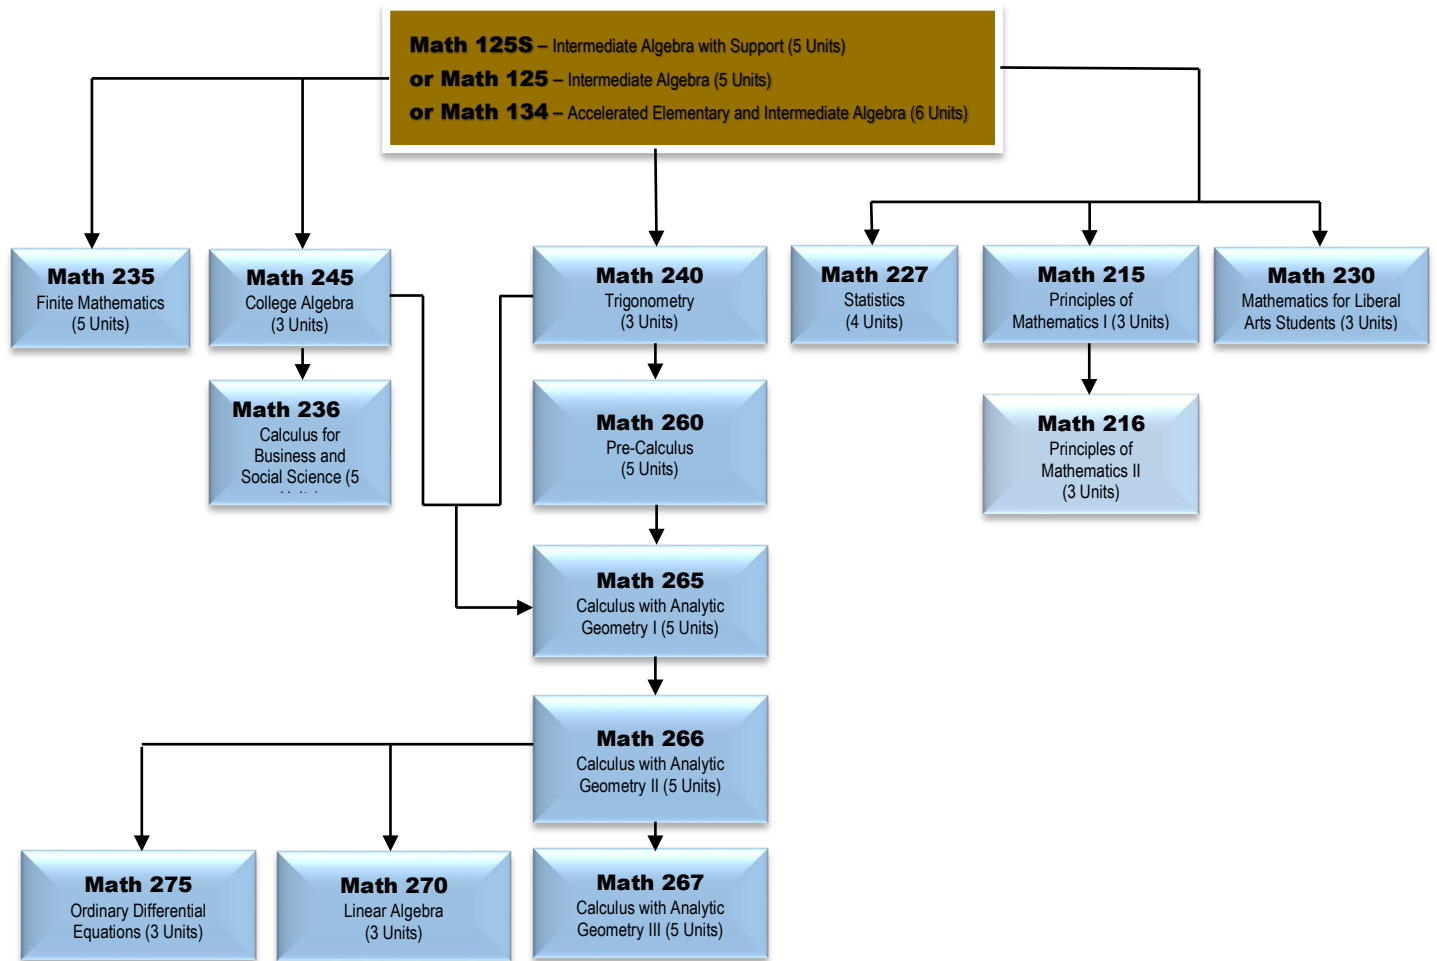 Math 125S – Intermediate Algebra with Support (5 Units)
or Math 125 – Intermediate Algebra (5 Units)
or Math 134 – Accelerated Elementary and Intermediate Algebra (6 Units)
Math 235
Finite Mathematics
(5 Units)
Math 245
College Algebra
(3 Units)
Math 240
Trigonometry
(3 Units)
Math 227
Statistics
(4 Units)
Math 215
Principles of
Mathematics I (3 Units)
Math 230
Mathematics for Liberal
Arts Students (3 Units)
Math 236
Calculus for
Business and
Social Science (5
Math 260
Pre-Calculus
(5 Units)
Math 216
Principles of
Mathematics II
(3 Units)
Math 265
Calculus with Analytic
Geometry I (5 Units)
Math 266
Calculus with Analytic
Geometry II (5 Units)
Math 275
Ordinary Differential
Equations (3 Units)
Math 270
Linear Algebra
(3 Units)
Math 267
Calculus with Analytic
Geometry III (5 Units)